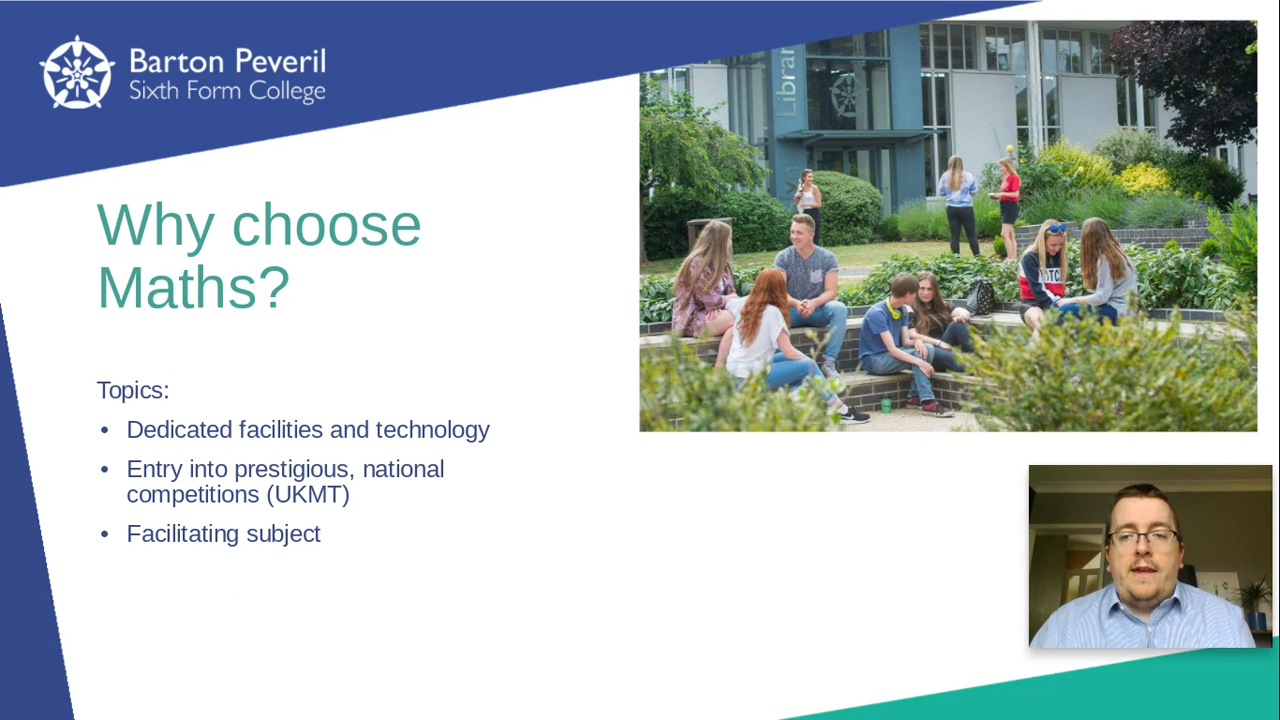 Barton Peveril
Sixth Form College
Library
Why choose
Maths?
Topics:
• Dedicated facilities and technology
• Entry into prestigious, national
competitions (UKMT)
• Facilitating subject